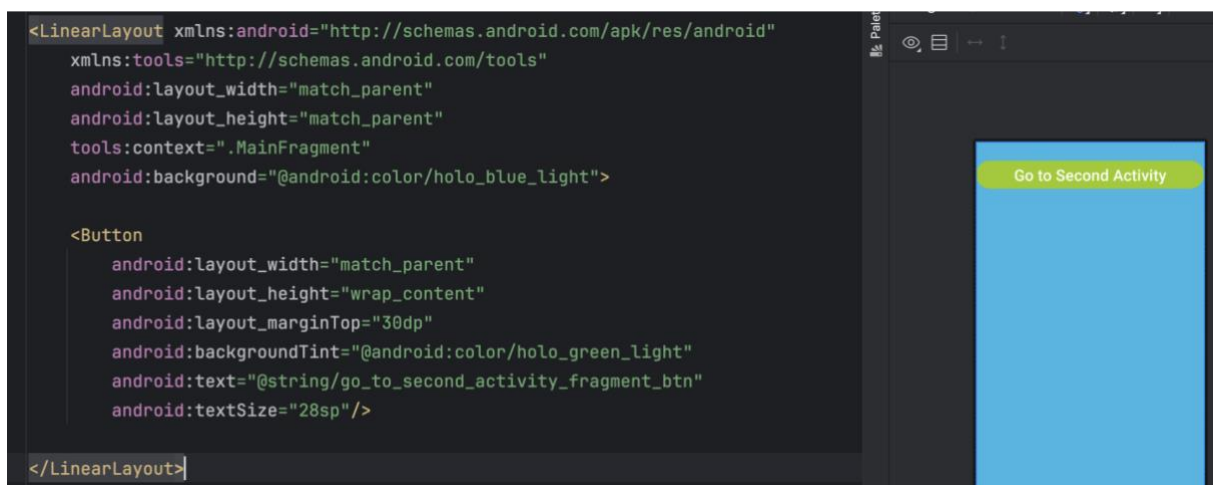 <LinearLayout xmlns:android="http://schemas.android.com/apk/res/android"
    xmlns:tools="http://schemas.android.com/tools"
    android:layout_width="match_parent"
    android:layout_height="match_parent"
    tools:context=".MainFragment"
    android:background="@android:color/holo_blue_light">
    <Button
        android:layout_width="match_parent"
        android:layout_height="wrap_content"
        android:layout_marginTop="30dp"
        android:backgroundTint="@android:color/holo_green_light"
        android:text="@string/go_to_second_activity_fragment_btn"
        android:textSize="28sp"/>
</LinearLayout>
Palet
Go to Second Activity